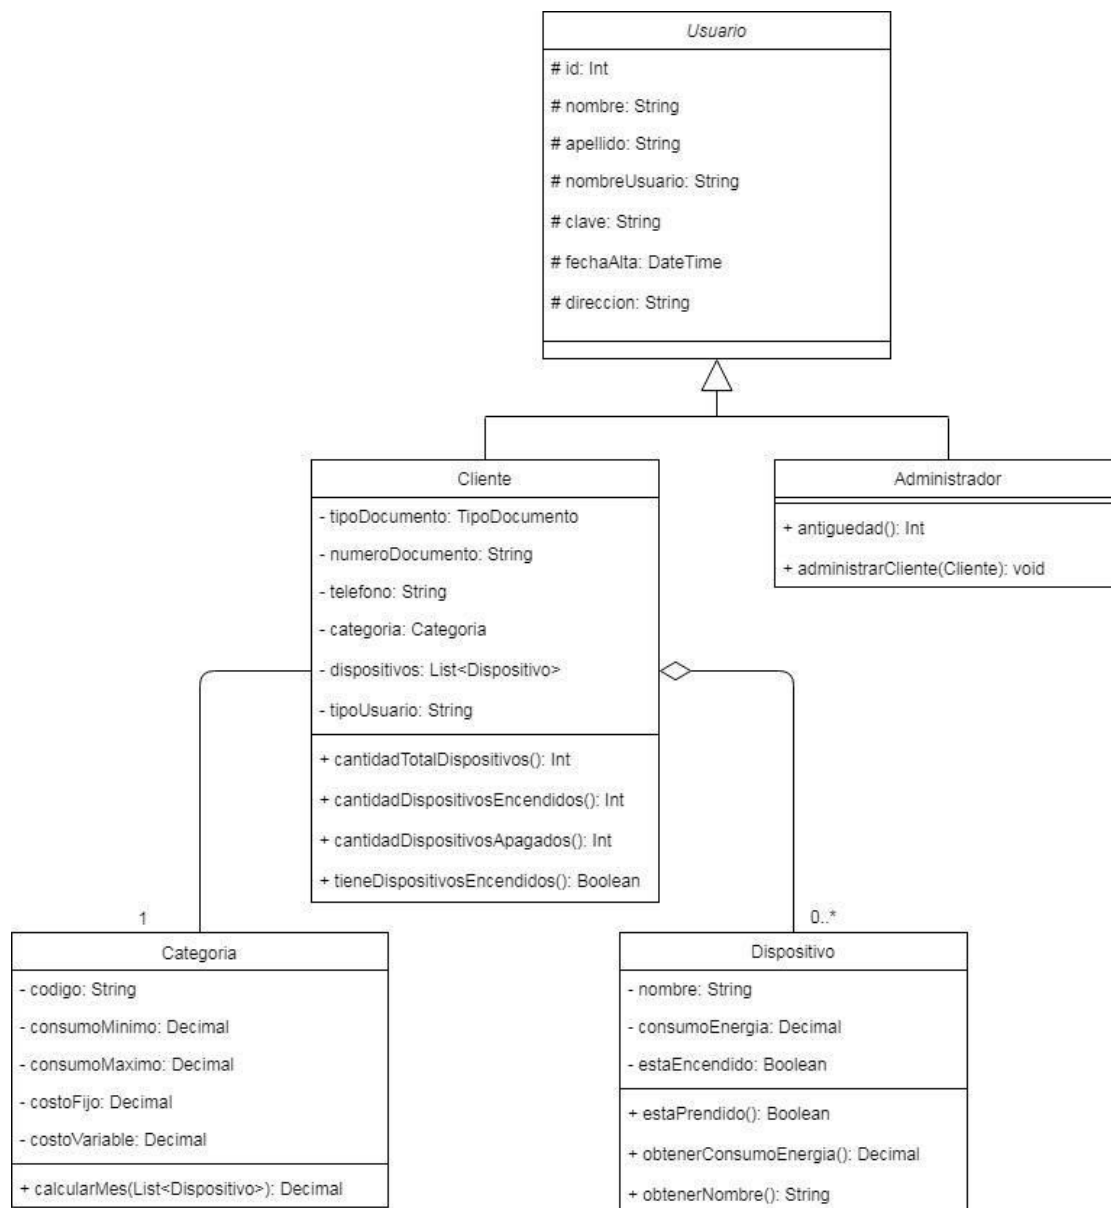 Usuario
# id: Int
# nombre: String
# apellido: String
# nombreUsuario: String
# clave: String
# fechaAlta: DateTime
# direccion: String
Cliente
- tipoDocumento: TipoDocumento
- numeroDocumento: String
- telefono: String
- categoria: Categoria
- dispositivos: List<Dispositivo>
- tipoUsuario: String
+ cantidadTotalDispositivos(): Int
+ cantidadDispositivosEncendidos(): Int
+ cantidadDispositivosApagados(): Int
+ tieneDispositivosEncendidos(): Boolean
Administrador
+ antiguedad(): Int
+ administrarCliente(Cliente): void
1
Categoria
- codigo: String
- consumoMinimo: Decimal
- consumoMaximo: Decimal
- costoFijo: Decimal
- costoVariable: Decimal
+ calcularMes(List<Dispositivo>): Decimal
0..*
Dispositivo
- nombre: String
- consumoEnergia: Decimal
- estaEncendido: Boolean
+ estaPrendido(): Boolean
+ obtenerConsumoEnergia(): Decimal
+ obtenerNombre(): String